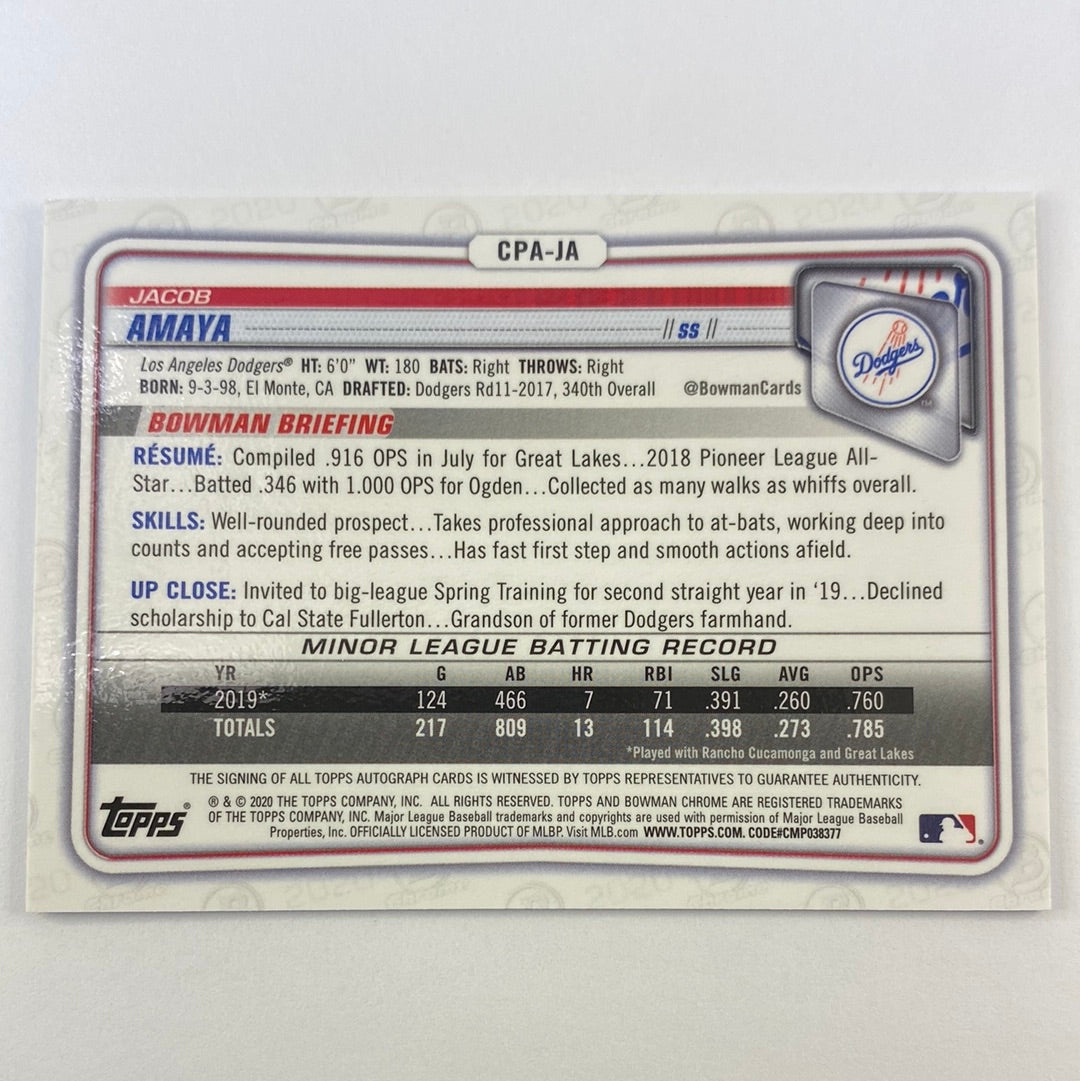 CPA-JA
JACOB
AMAYA // SS //
Dodgers TM
Los Angeles Dodgers® HT: 6'0" WT: 180 BATS: Right THROWS: Right
BORN: 9-3-98, El Monte, CA DRAFTED: Dodgers Rd11-2017, 340th Overall @BowmanCards
BOWMAN BRIEFING
RÉSUMÉ: Compiled .916 OPS in July for Great Lakes...2018 Pioneer League All-
Star...Batted .346 with 1.000 OPS for Ogden...Collected as many walks as whiffs overall.
SKILLS: Well-rounded prospect...Takes professional approach to at-bats, working deep into
counts and accepting free passes...Has fast first step and smooth actions afield.
UP CLOSE: Invited to big-league Spring Training for second straight year in ‘19...Declined
scholarship to Cal State Fullerton...Grandson of former Dodgers farmhand.
MINOR LEAGUE BATTING RECORD
YR G AB HR RBI SLG AVG OPS
2019* 124 466 7 71 .391 .260 .760
TOTALS 217 809 13 114 .398 .273 .785
*Played with Rancho Cucamonga and Great Lakes
THE SIGNING OF ALL TOPPS AUTOGRAPH CARDS IS WITNESSED BY TOPPS REPRESENTATIVES TO GUARANTEE AUTHENTICITY.
topps®
® & © 2020 THE TOPPS COMPANY, INC. ALL RIGHTS RESERVED. TOPPS AND BOWMAN CHROME ARE REGISTERED TRADEMARKS
OF THE TOPPS COMPANY, INC. Major League Baseball trademarks and copyrights are used with permission of Major League Baseball
Properties, Inc. OFFICIALLY LICENSED PRODUCT OF MLBP. Visit MLB.com WWW.TOPPS.COM. CODE#CMP038377